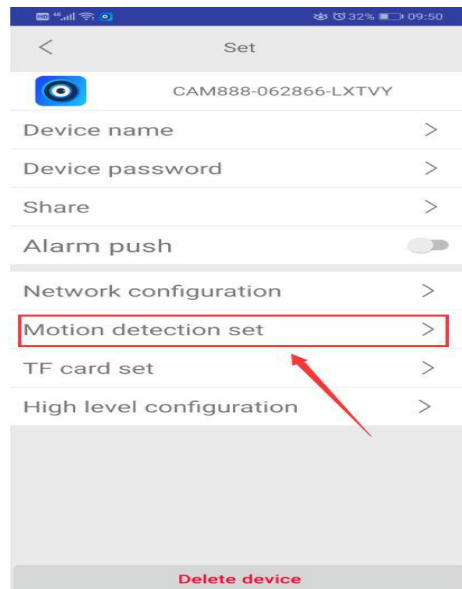 32% 09:50
Set
CAM888-062866-LXTVY
Device name
Device password
Share
Alarm push
Network configuration
Motion detection set
TF card set
High level configuration
Delete device